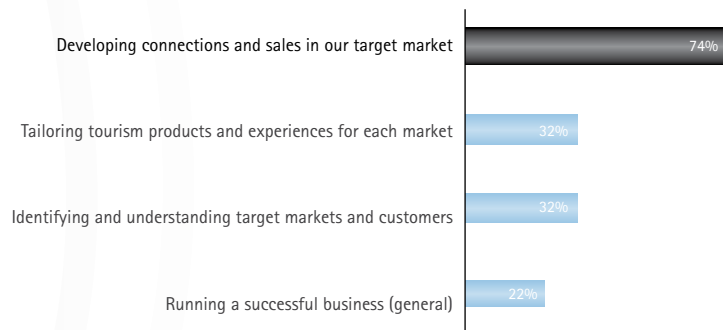 Developing connections and sales in our target market 74%
Tailoring tourism products and experiences for each market 32%
Identifying and understanding target markets and customers 32%
Running a successful business (general) 22%